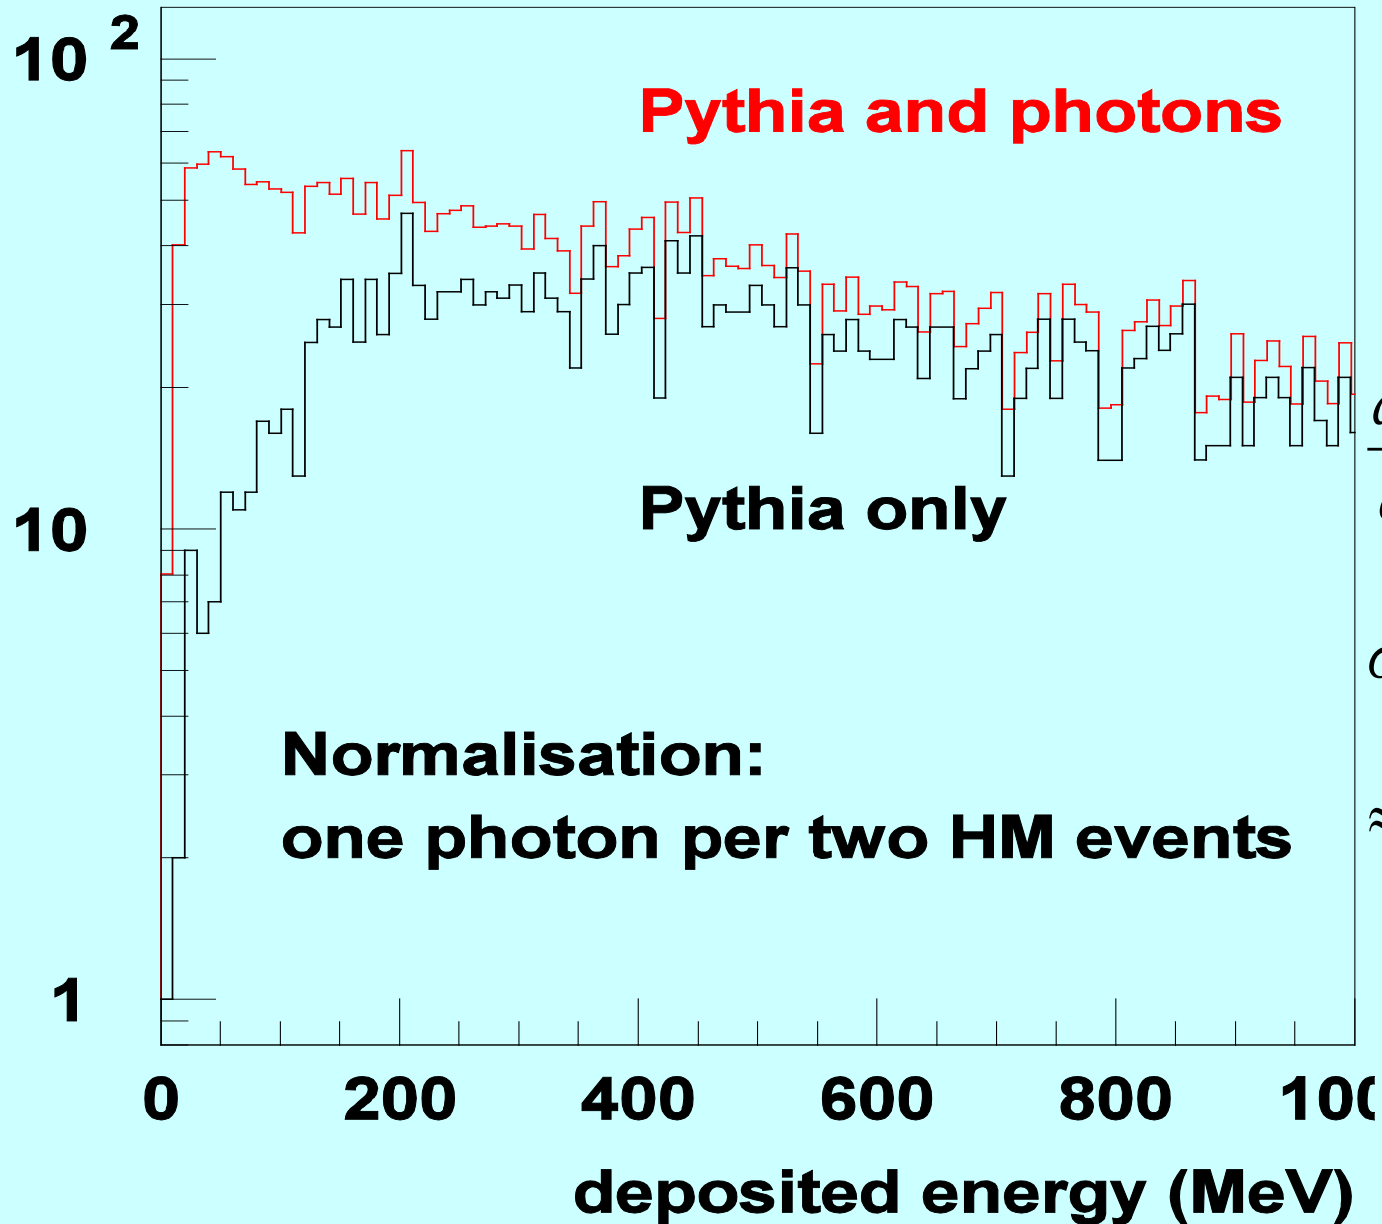 10 2
Pythia and photons
10
Pythia only
Normalisation:
one photon per two HM events
1
0 200 400 600 800
deposited energy (MeV)
≈